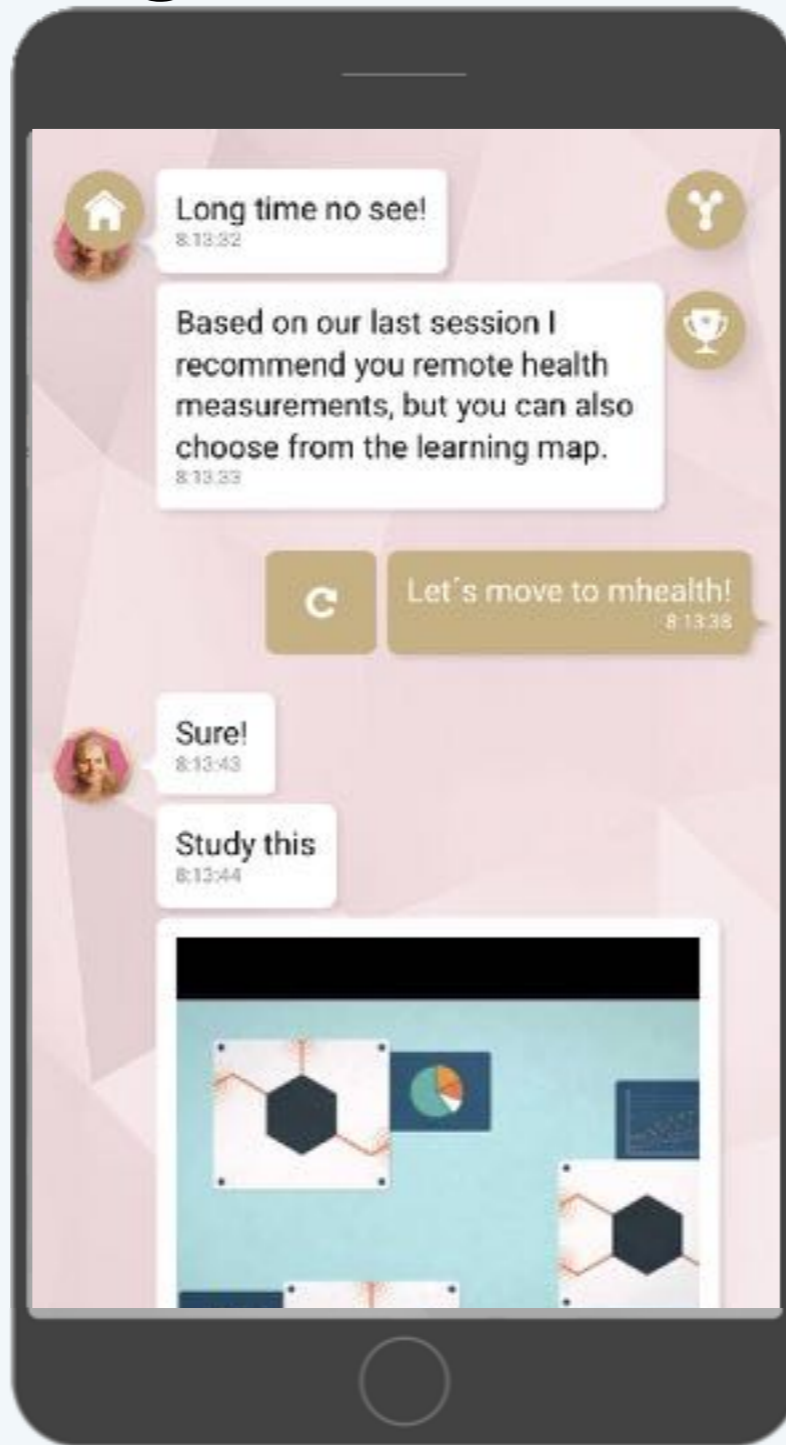 Long time no see!
8:13:32
Based on our last session I
recommend you remote health
measurements, but you can also
choose from the learning map.
8:13:33
Let´s move to mhealth!
8:13:38
Sure!
8:13:43
Study this
8:13:44